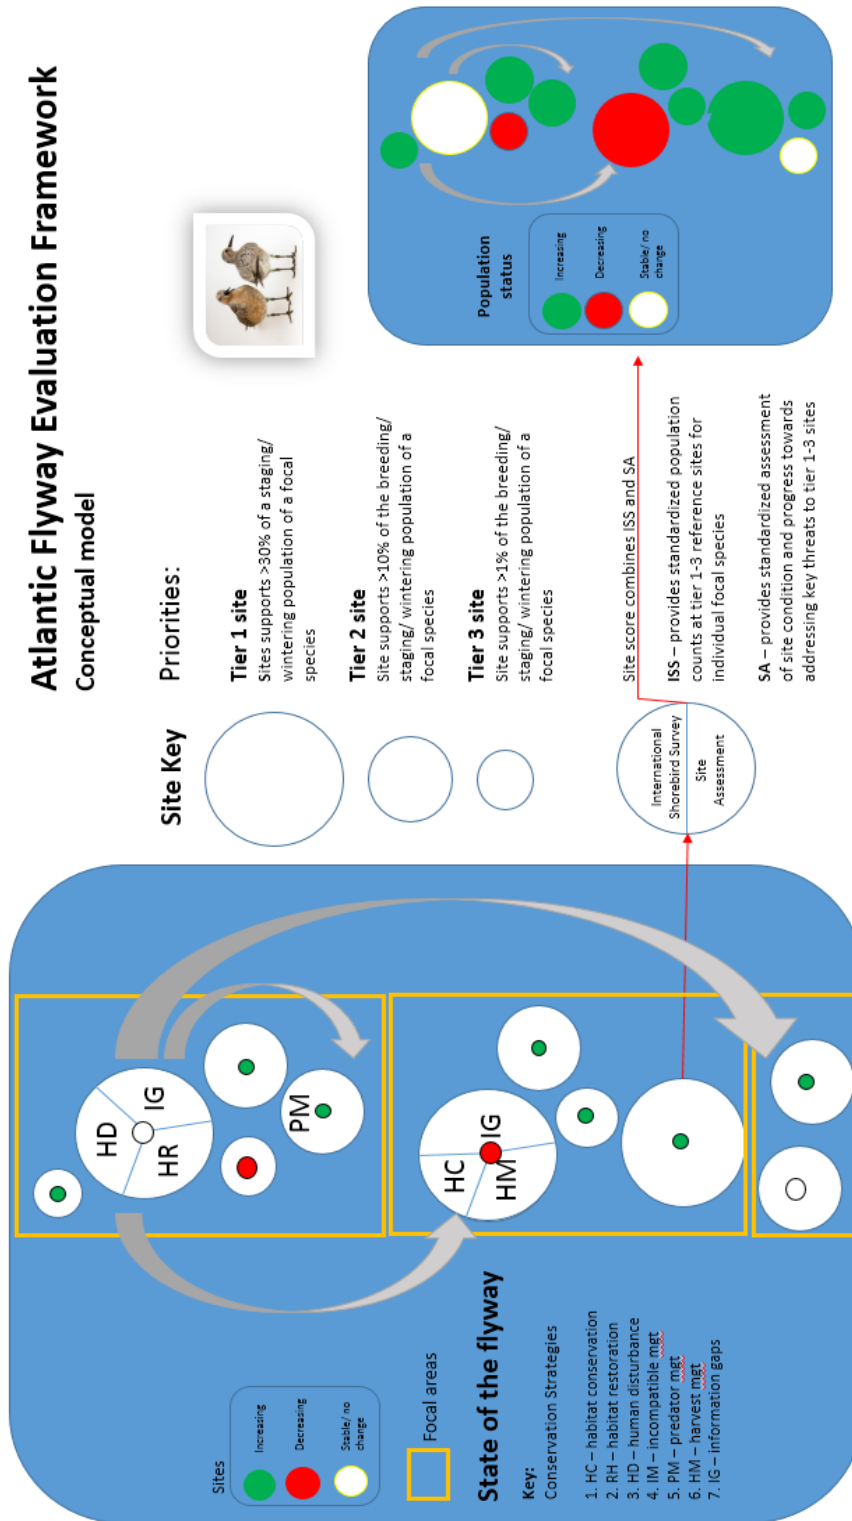 Atlantic Flyway Evaluation Framework
Conceptual model
Sites
Increasing
Decreasing
Stable/ no
change
Focal areas
State of the flyway
Key:
Conservation Strategies
1. HC – habitat conservation
2. RH – habitat restoration
3. HD – human disturbance
4. IM – incompatible mgt
5. PM – predator mgt
6. HM – harvest mgt
7. IG – information gaps
HD
IG
HR
PM
HC
IG
HM
Site Key
Priorities:
Tier 1 site
Sites supports >30% of a staging/
wintering population of a focal
species
Tier 2 site
Site supports >10% of the breeding/
staging/ wintering population of a
focal species
Tier 3 site
Site supports >1% of the breeding/
staging/ wintering population of a
focal species
International
Shorebird Survey
Site
Assessment
Site score combines ISS and SA
ISS – provides standardized population
counts at tier 1-3 reference sites for
individual focal species
SA – provides standardized assessment
of site condition and progress towards
addressing key threats to tier 1-3 sites
Population
status
Increasing
Decreasing
Stable/ no
change